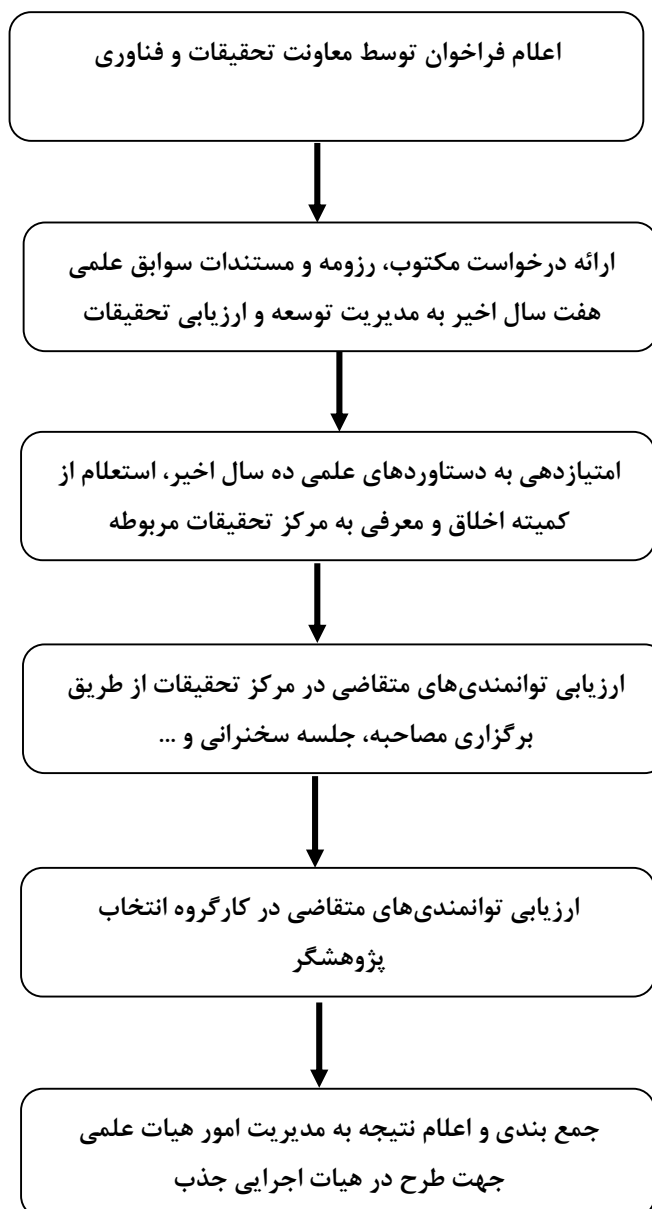 اعلام فراخوان توسط معاونت تحقیقات و فناوری
ارائه درخواست مکتوب، رزومه و مستندات سوابق علمی
هفت سال اخیر به مدیریت توسعه و ارزیابی تحقیقات
امتیازدهی به دستاوردهای علمی ده سال اخیر، استعلام از
کمیته اخلاق و معرفی به مرکز تحقیقات مربوطه
ارزیابی توانمندی‌های متقاضی در مرکز تحقیقات از طریق
برگزاری مصاحبه، جلسه سخنرانی و ...
ارزیابی توانمندی‌های متقاضی در کارگروه انتخاب
پژوهشگر
جمع بندی و اعلام نتیجه به مدیریت امور هیات علمی
جهت طرح در هیات اجرایی جذب